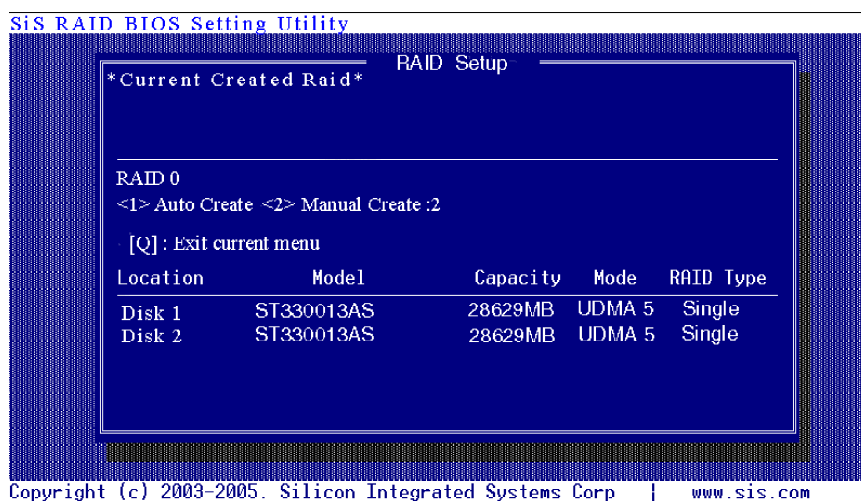 SiS RAID BIOS Setting Utility
RAID Setup
*Current Created Raid*
RAID 0
<1> Auto Create <2> Manual Create :2
[Q] : Exit current menu
Location Model Capacity Mode RAID Type
Disk 1 ST330013AS 28629MB UDMA 5 Single
Disk 2 ST330013AS 28629MB UDMA 5 Single
Copyright (c) 2003-2005. Silicon Integrated Systems Corp | www.sis.com